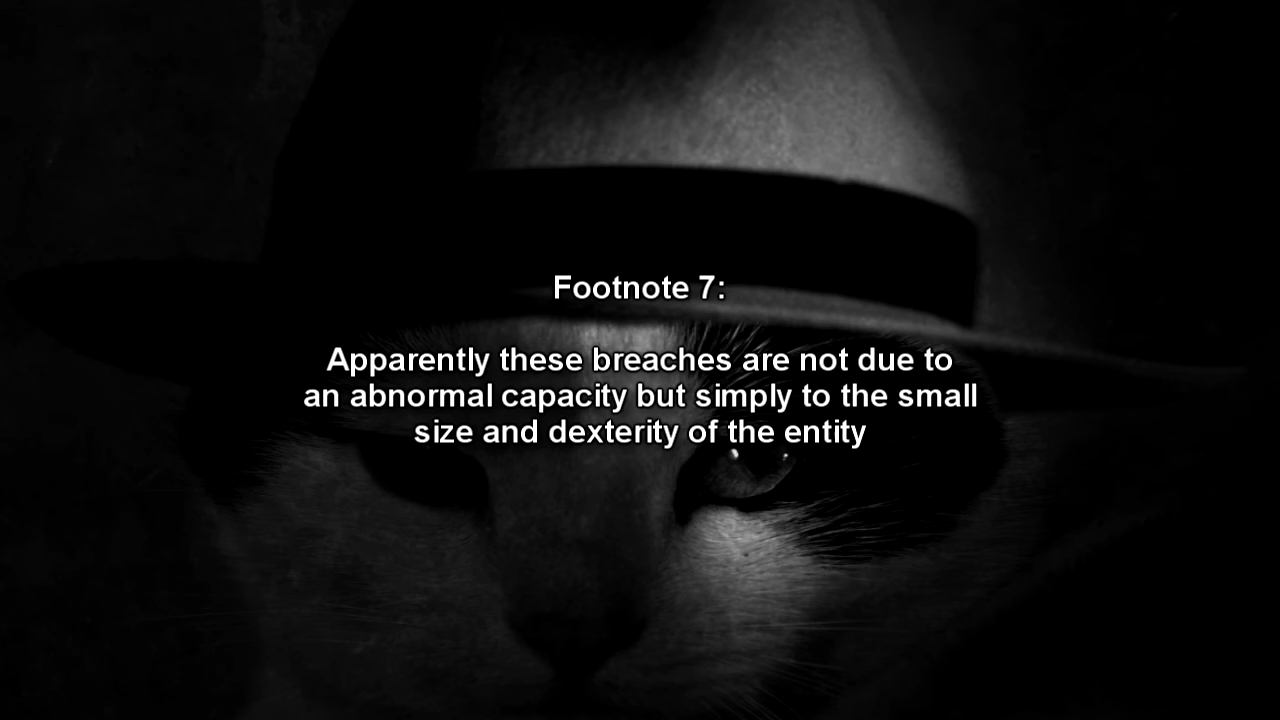 Footnote 7:
Apparently these breaches are not due to
an abnormal capacity but simply to the small
size and dexterity of the entity